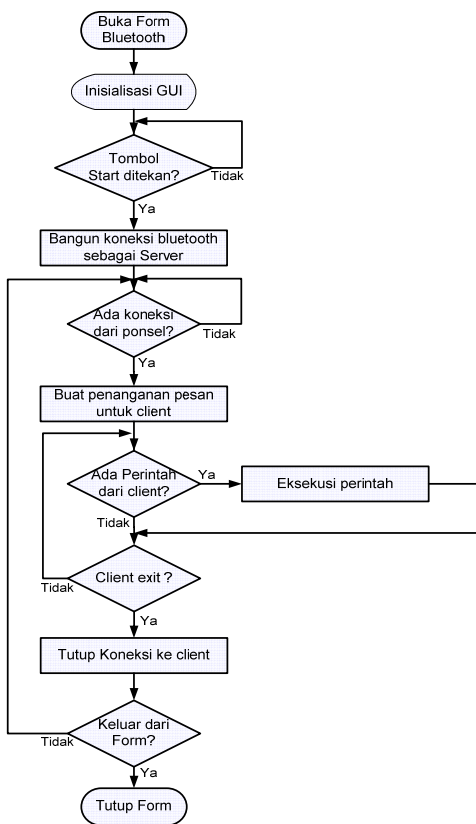 Buka Form
Bluetooth
Inisialisasi GUI
Tombol
Start ditekan?
Tidak
Ya
Bangun koneksi bluetooth
sebagai Server
Ada koneksi
dari ponsel?
Tidak
Ya
Buat penanganan pesan
untuk client
Ada Perintah
dari client?
Ya
Eksekusi perintah
Tidak
Client exit ?
Tidak
Ya
Tutup Koneksi ke client
Keluar dari
Form?
Tidak
Ya
Tutup Form